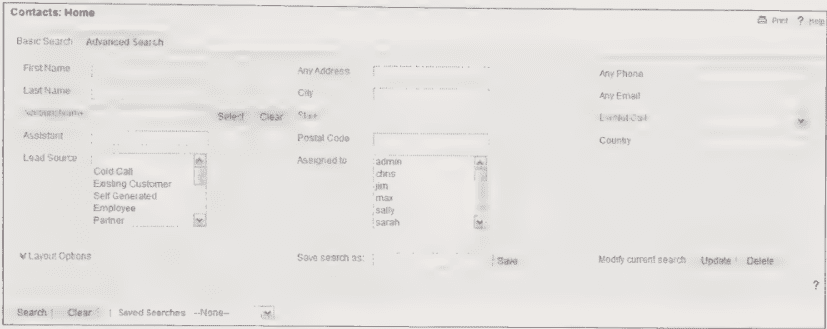 Contacts: Home
Print ? Help
Basic Search Advanced Search
First Name Any Address Any Phone
Last Name City Any Email
Name Select Clear State
Assistant Postal Code Country
Lead Source Assigned to
Cold Call admin
Existing Customer chris
Self Generated jim
Employee max
Partner sally
sarah
Layout Options Save search as: Save Modify current search Update Delete
?
Search Clear Saved Searches --None--